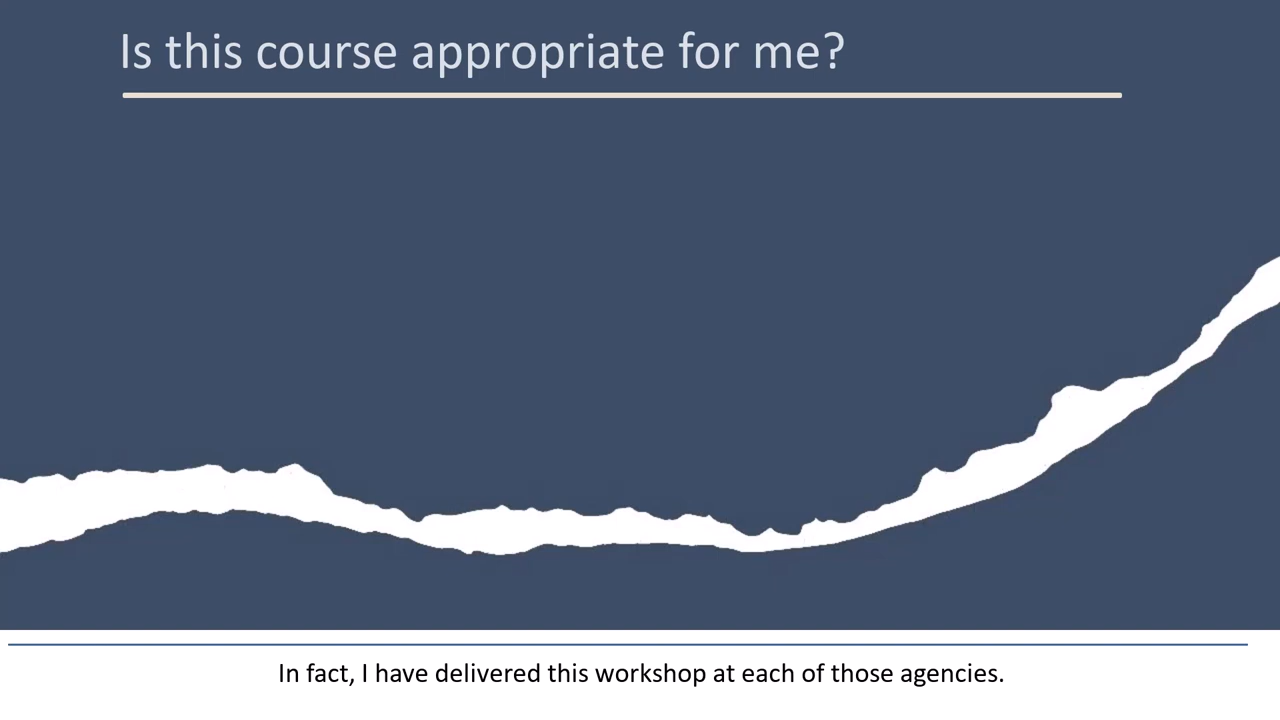 Is this course appropriate for me?
In fact, I have delivered this workshop at each of those agencies.